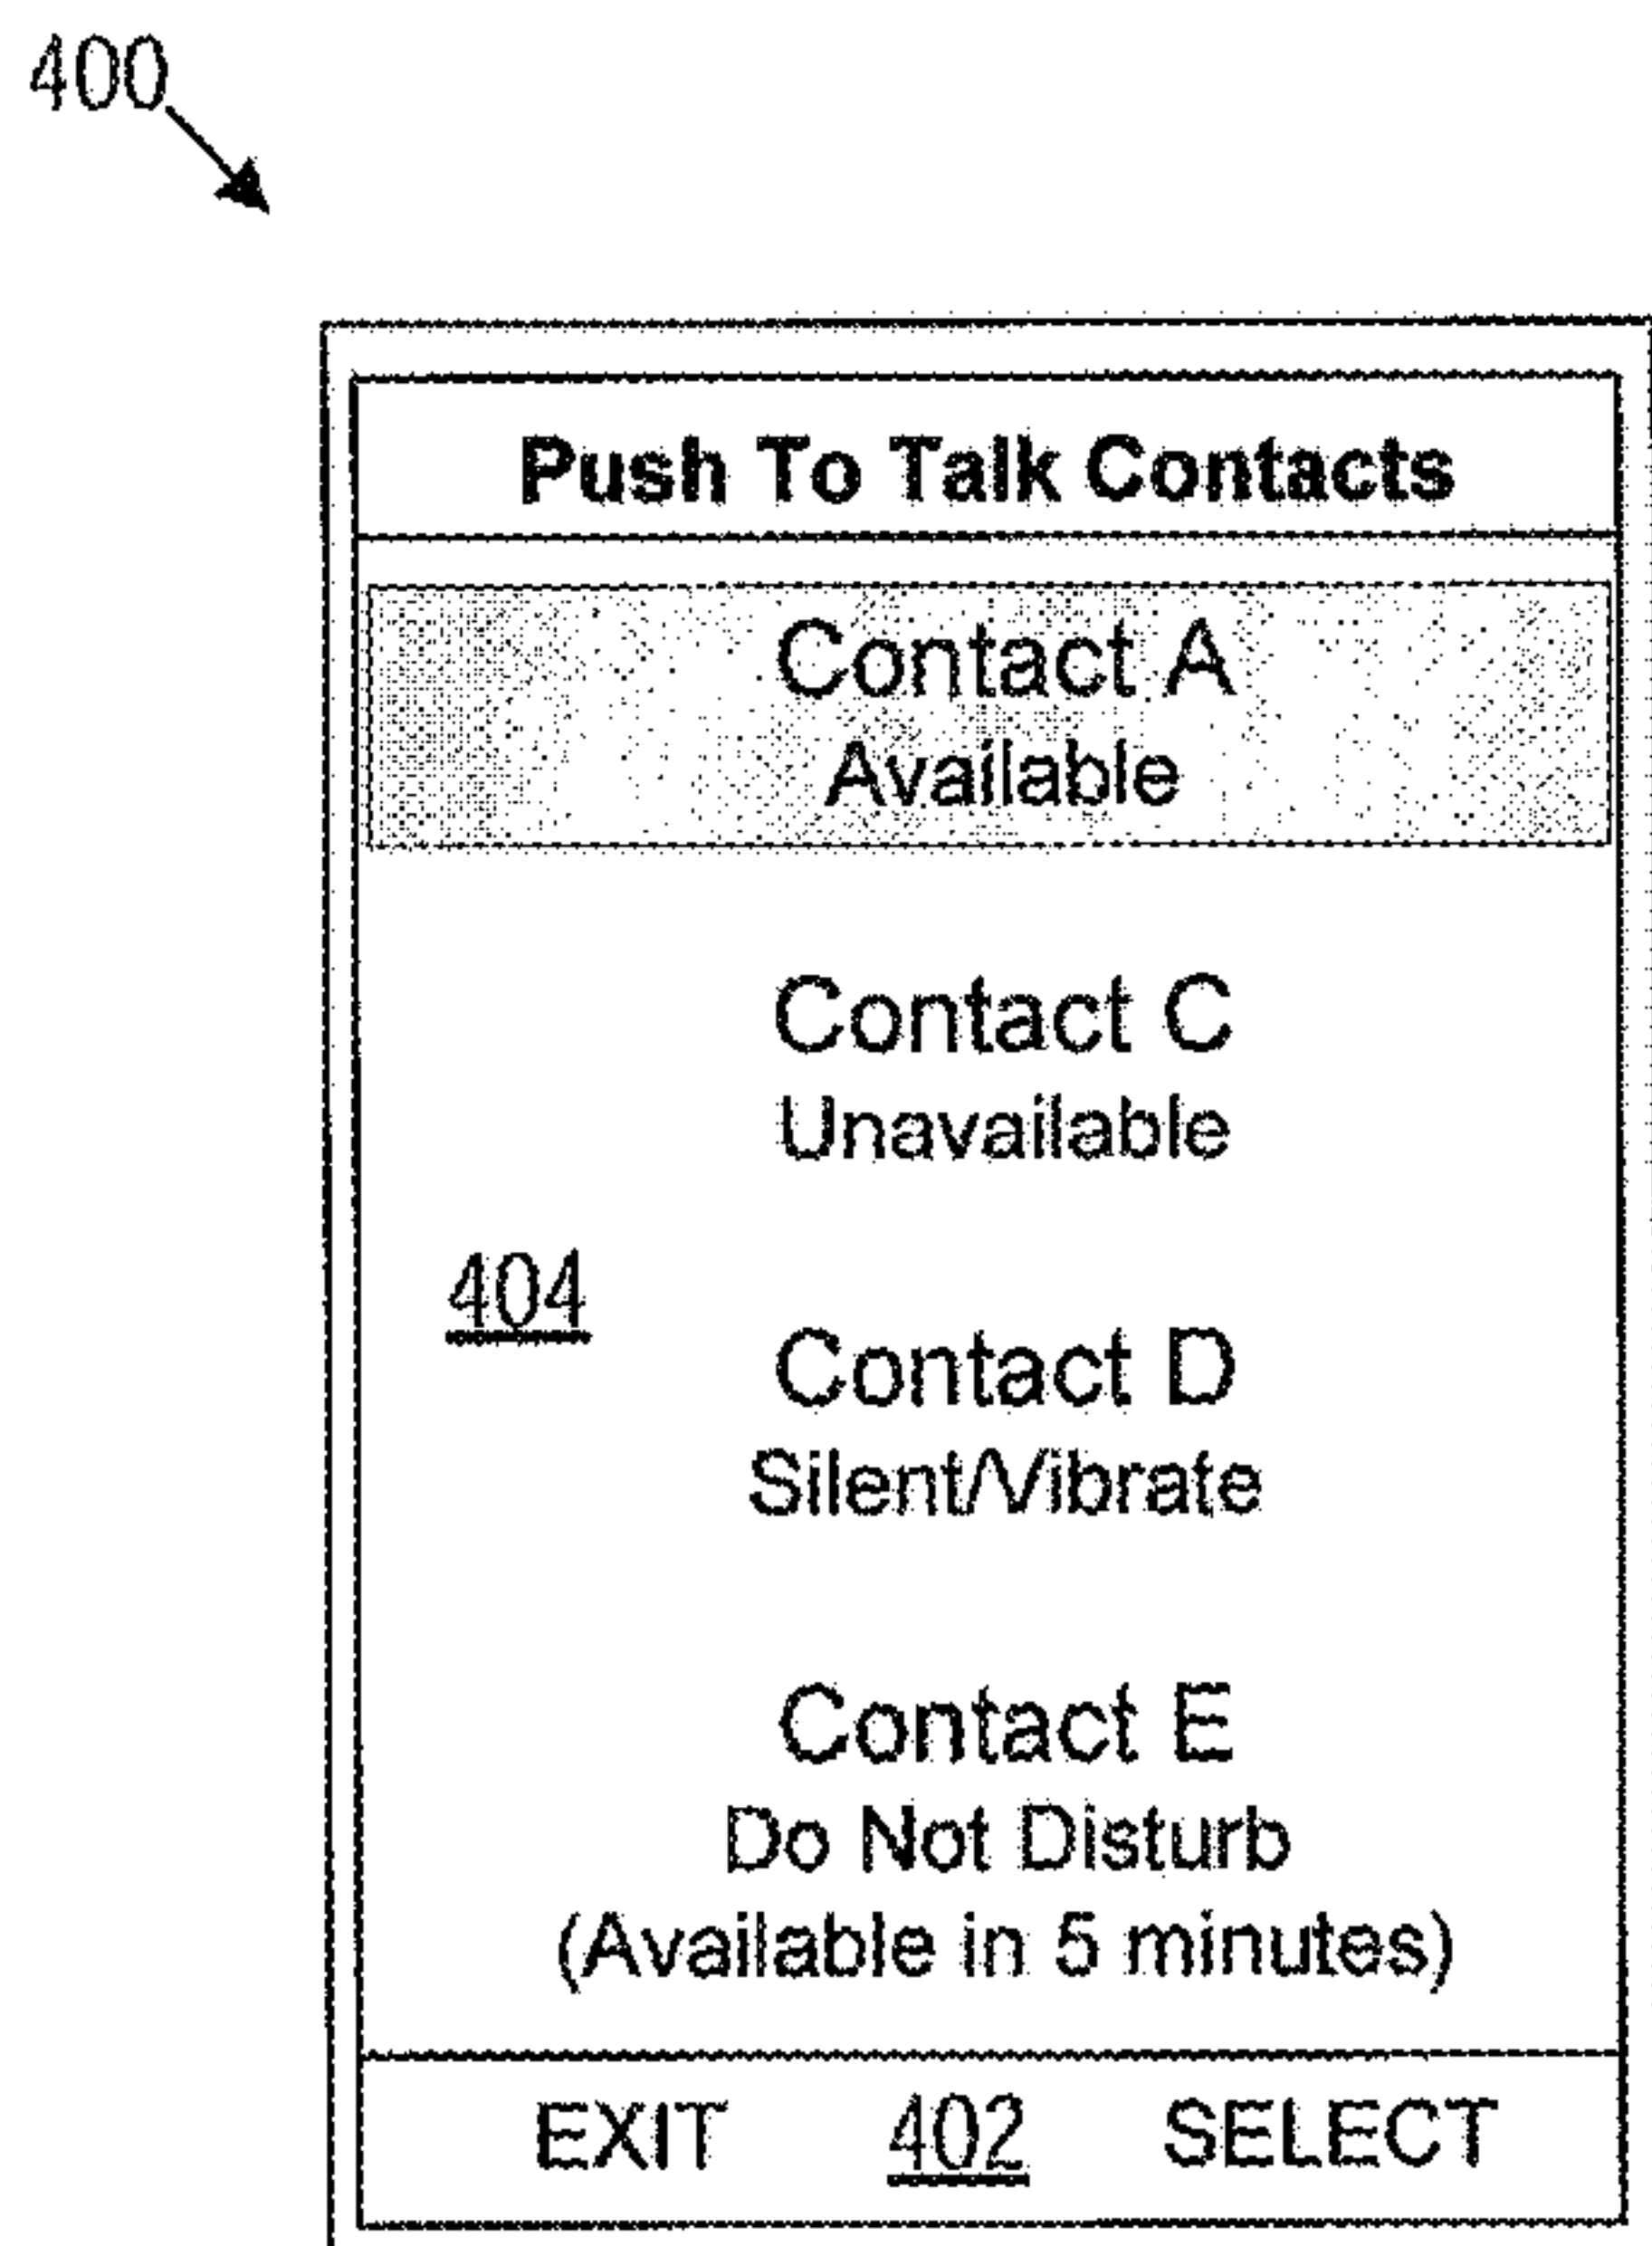 400
Push To Talk Contacts
Contact A
Available
Contact C
Unavailable
404
Contact D
Silent/Vibrate
Contact E
Do Not Disturb
(Available in 5 minutes)
EXIT 402 SELECT